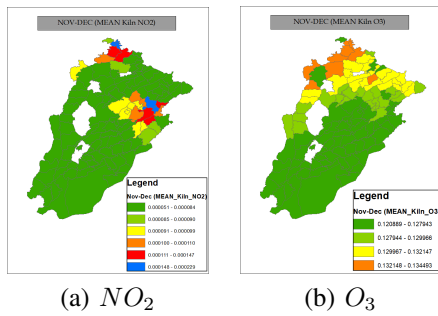 NOV-DEC (MEAN Kiln NO2)
Legend
Nov-Dec (MEAN_Kiln_NO2)
0.000051 - 0.000084
0.000085 - 0.000090
0.000091 - 0.000099
0.000100 - 0.000110
0.000111 - 0.000147
0.000148 - 0.000229
(a) NO2
NOV-DEC (MEAN Kiln O3)
Legend
Nov-Dec (MEAN_Kiln_O3
0.120869 - 0.127943
0.127944 - 0.129966
0.129967 - 0.132147
0.132148 - 0.134493
(b) O3